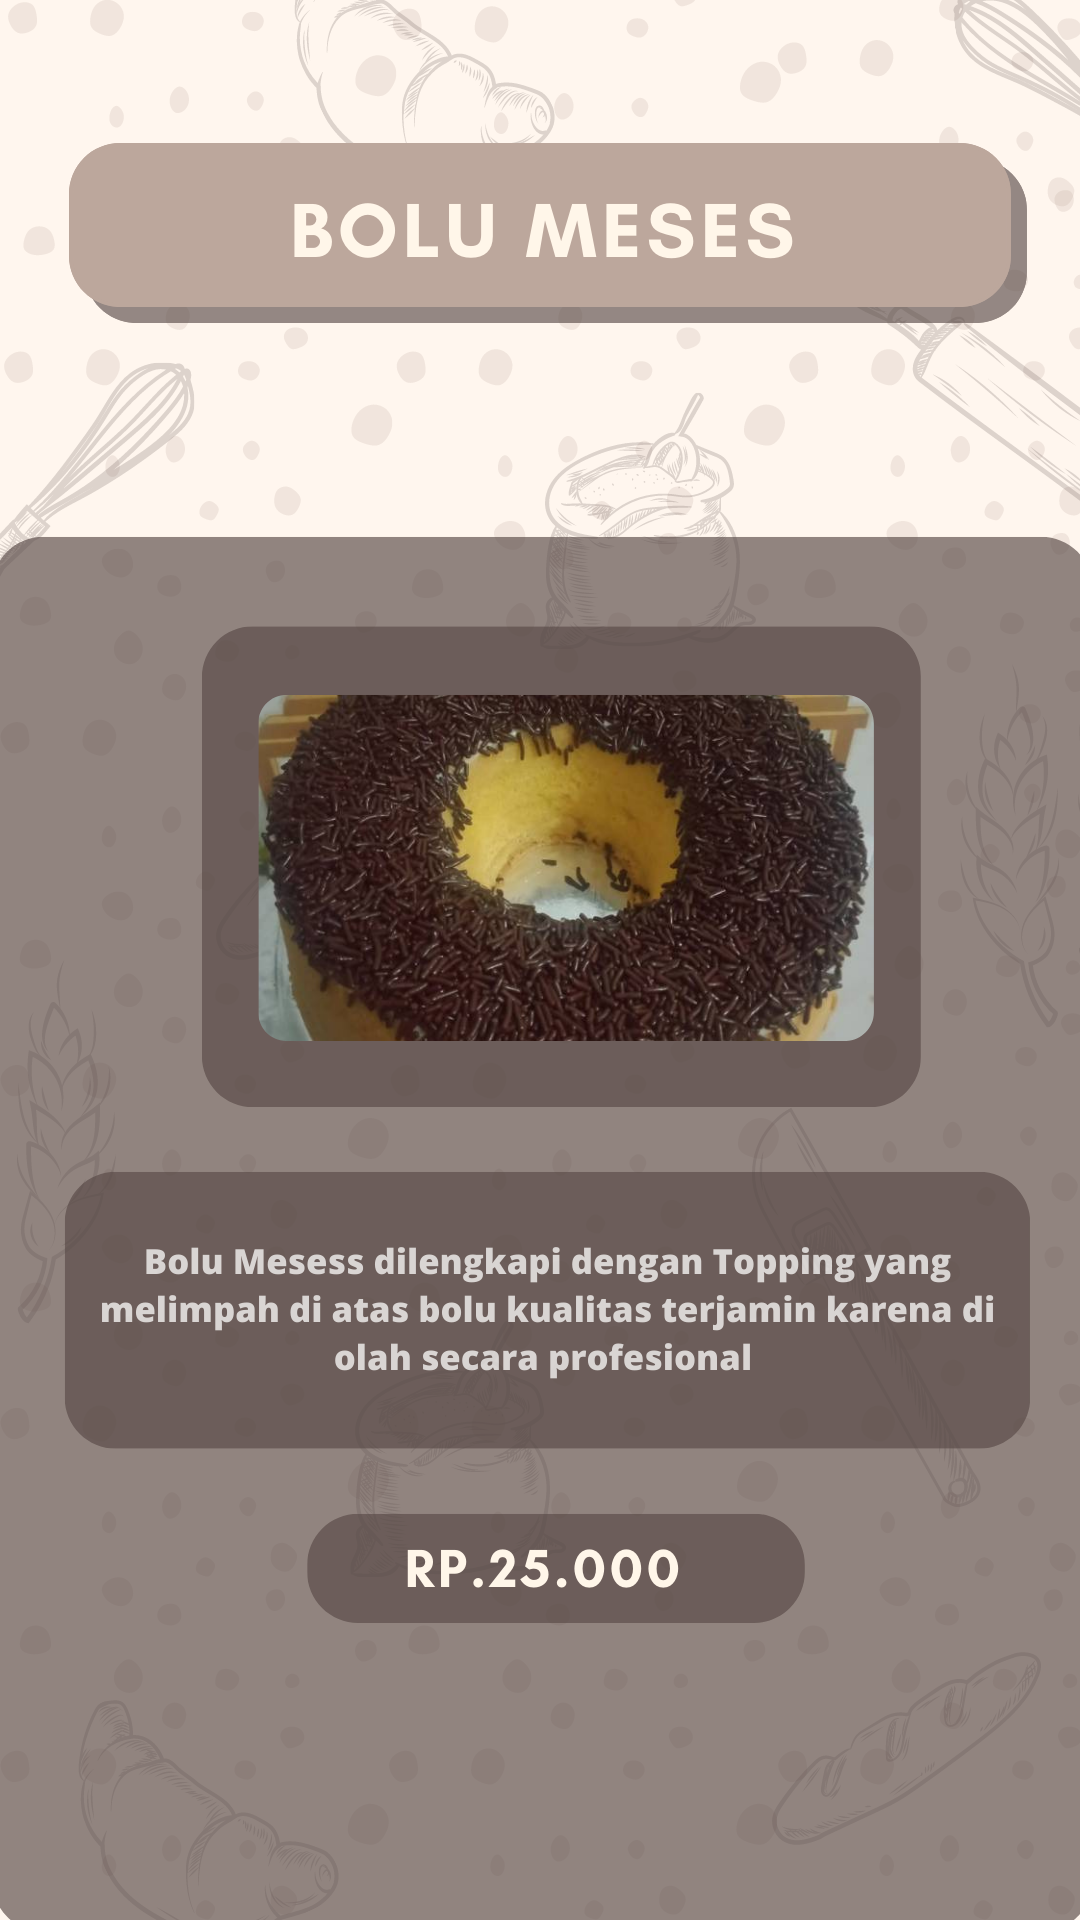 BOLU MESES
Bolu Mesess dilengkapi dengan Topping yang
melimpah di atas bolu kualitas terjamin karena di
olah secara profesional
RP.25.000